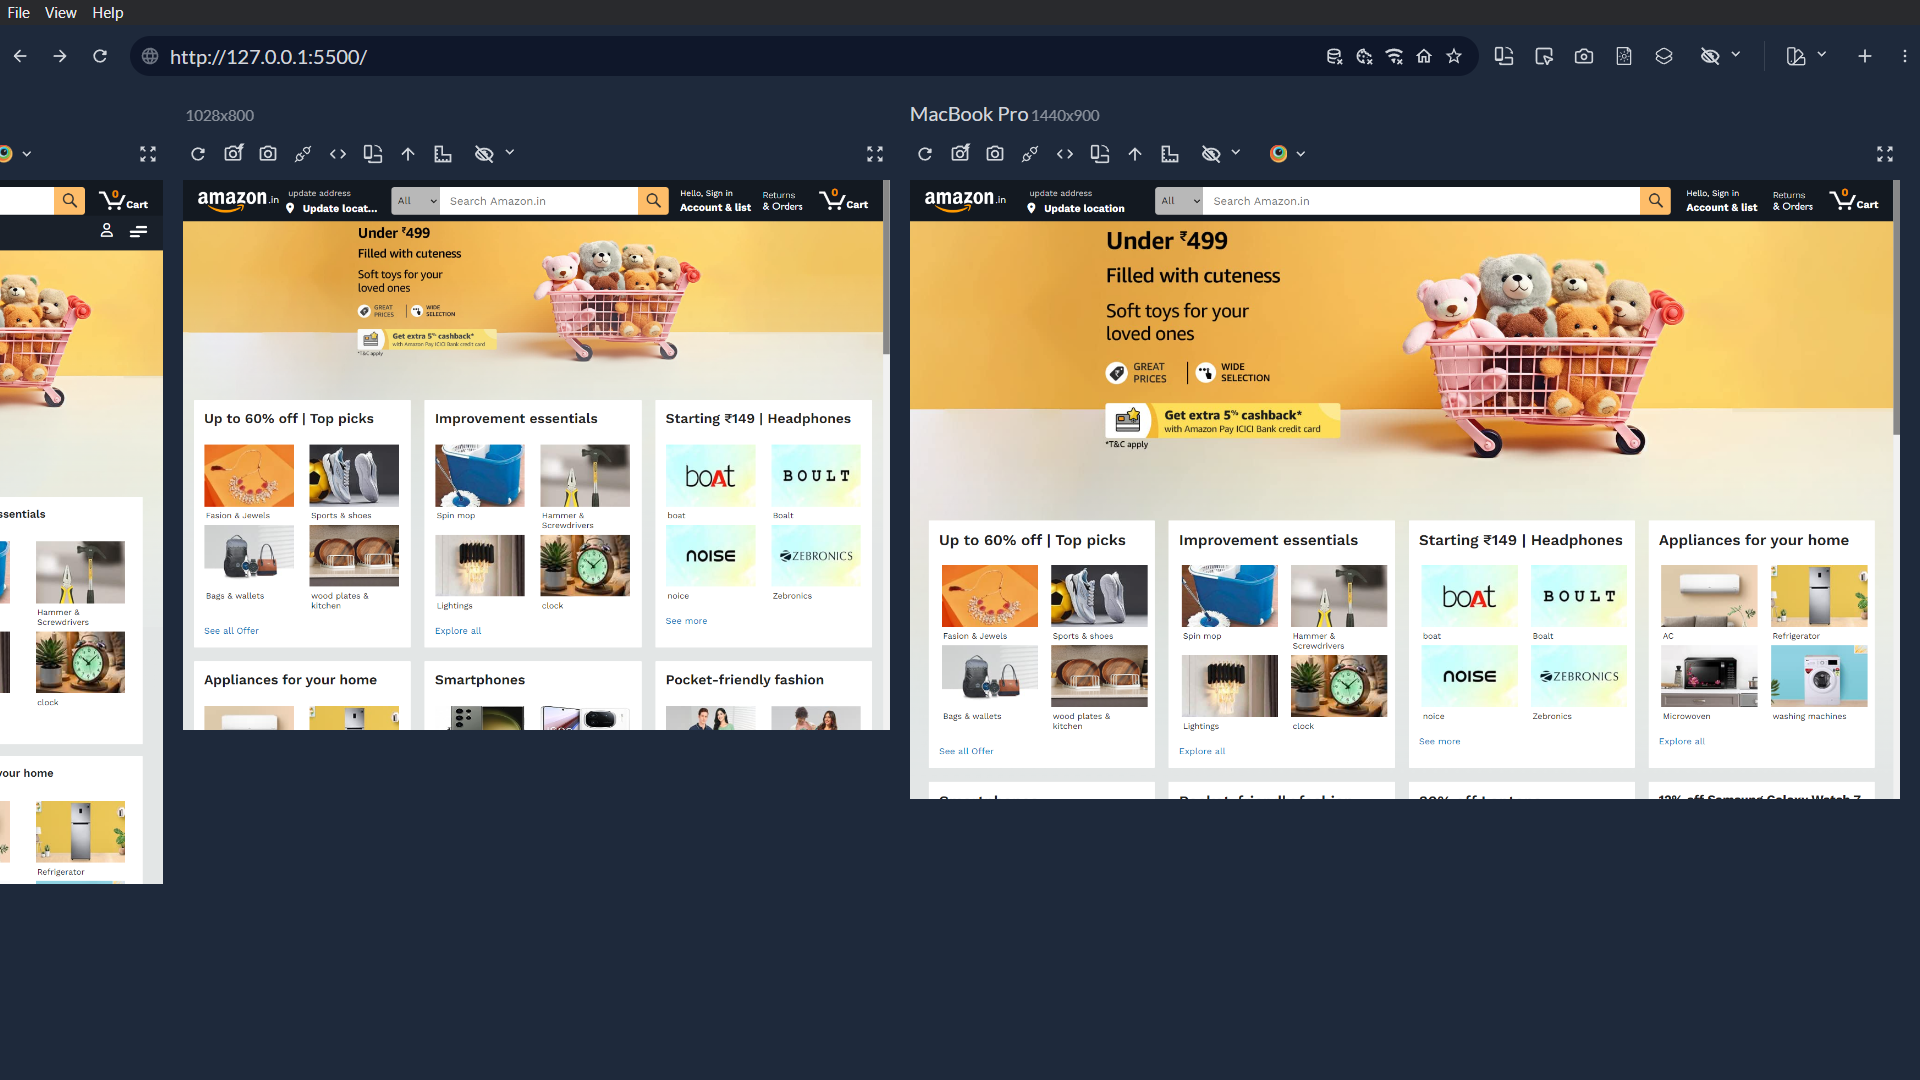 File View Help
http://127.0.0.1:5500/
0
Cart
ssentials
Hammer &
Screwdrivers
clock
your home
Refrigerator
1028x800
amazon.in
update address
Update locat...
All
Search Amazon.in
Hello, Sign in
Account & list
Returns
& Orders
0
Cart
Under ₹499
Filled with cuteness
Soft toys for your
loved ones
GREAT
PRICES
WIDE
SELECTION
Get extra 5% cashback*
with Amazon Pay ICICI Bank credit card
*T&C apply
Up to 60% off | Top picks
Fasion & Jewels
Sports & shoes
Bags & wallets
wood plates &
kitchen
See all Offer
Improvement essentials
Spin mop
Hammer &
Screwdrivers
Lightings
clock
Explore all
Starting ₹149 | Headphones
boAt
BOULT
boat
Boalt
NOISE
ZEBRONICS
noice
Zebronics
See more
Appliances for your home
Smartphones
Pocket-friendly fashion
MacBook Pro 1440x900
amazon.in
update address
Update location
All
Search Amazon.in
Hello, Sign in
Account & list
Returns
& Orders
0
Cart
Under ₹499
Filled with cuteness
Soft toys for your
loved ones
GREAT
PRICES
WIDE
SELECTION
Get extra 5% cashback*
with Amazon Pay ICICI Bank credit card
*T&C apply
Up to 60% off | Top picks
Fasion & Jewels
Sports & shoes
Bags & wallets
wood plates &
kitchen
See all Offer
Improvement essentials
Spin mop
Hammer &
Screwdrivers
Lightings
clock
Explore all
Starting ₹149 | Headphones
boAt
BOULT
boat
Boalt
NOISE
ZEBRONICS
noice
Zebronics
See more
Appliances for your home
AC
Refrigerator
Microwoven
washing machines
Explore all
12% off Samsung Galaxy Watch 7